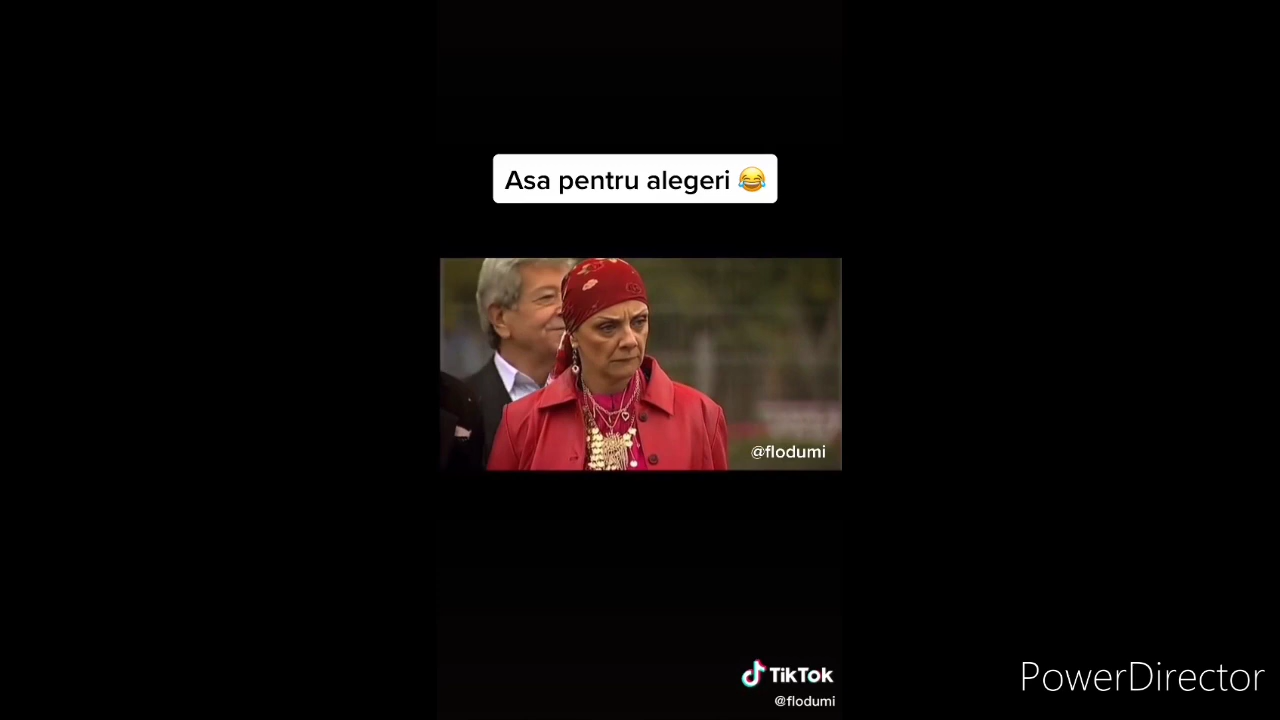 Asa pentru alegeri 😂
@flodumi
TikTok
@flodumi
PowerDirector